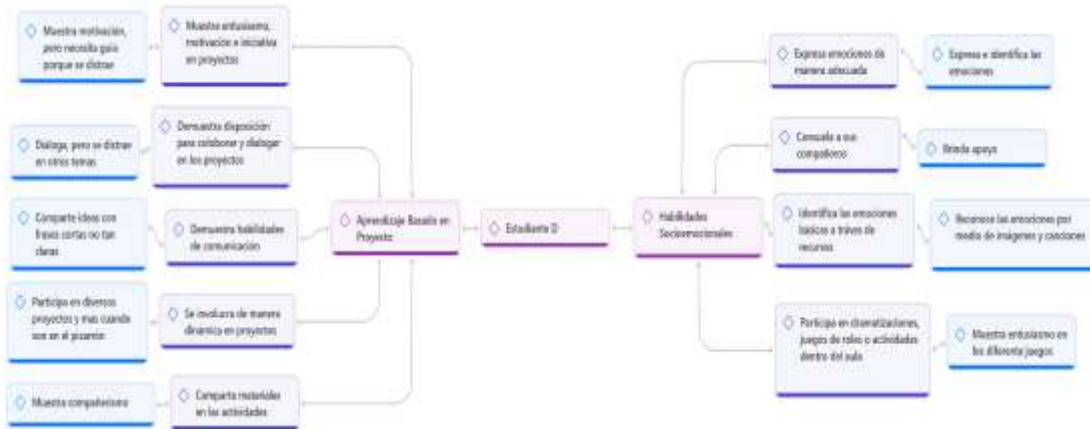 Muestra motivación,
pero necesita guía
porque se distrae
Muestra entusiasmo,
motivación e iniciativa
en proyectos
Dialoga, pero se distrae
en otros temas
Demuestra disposición
para colaborar y dialogar
en los proyectos
Comparte ideas con
frases cortas no tan
claras
Demuestra habilidades
de comunicación
Participa en diversos
proyectos y mas cuando
son en el pizarrón
Se involucra de manera
dinámica en proyectos
Muestra compañerismo
Comparte materiales
en las actividades
Aprendizaje Basado en
Proyecto
Estudiante D
Habilidades
Socioemocionales
Expresa emociones de
manera adecuada
Expresa e identifica las
emociones
Consuela a sus
compañeros
Brinda apoyo
Identifica las emociones
básicas a tráves de
recursos
Reconoce las emociones por
medio de imágenes y canciones
Participa en dramatizaciones,
juegos de roles o actividades
dentro del aula
Muestra entusiasmo en
los diferente juegos